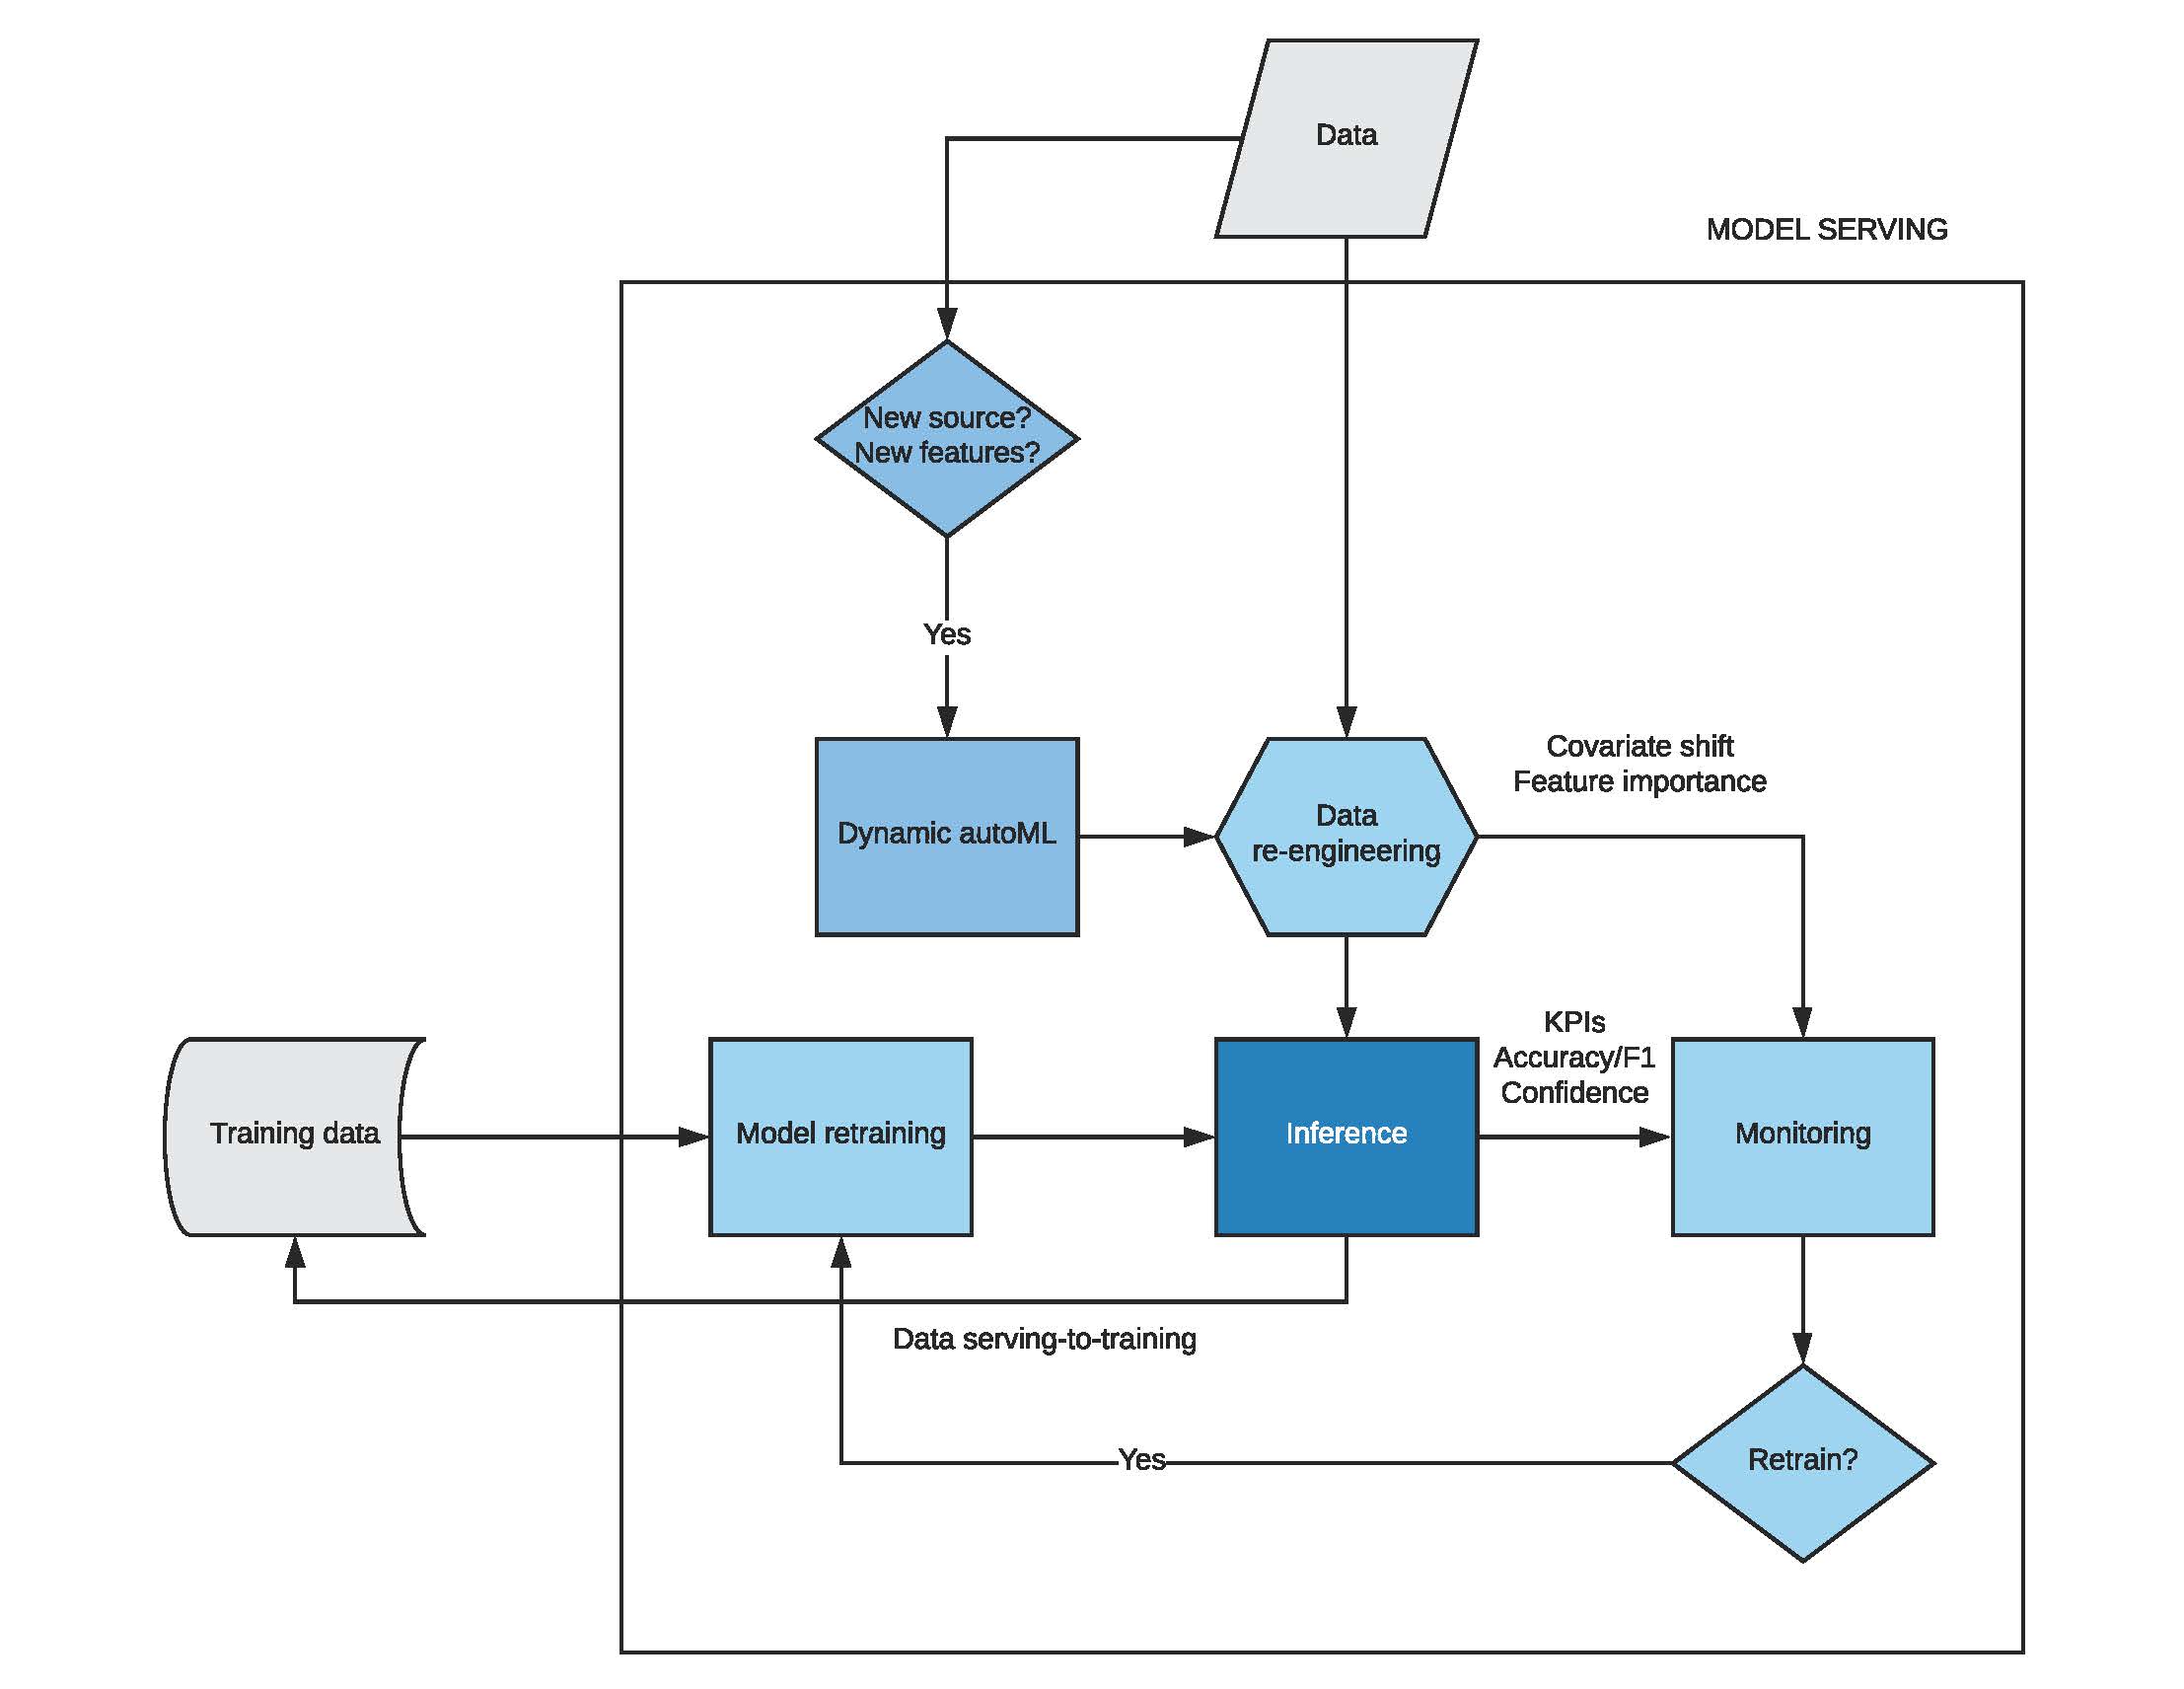 Data
MODEL SERVING
New source?
New features?
Yes
Dynamic autoML
Data
re-engineering
Covariate shift
Feature importance
KPIs
Accuracy/F1
Confidence
Training data
Model retraining
Inference
Monitoring
Data serving-to-training
Yes
Retrain?